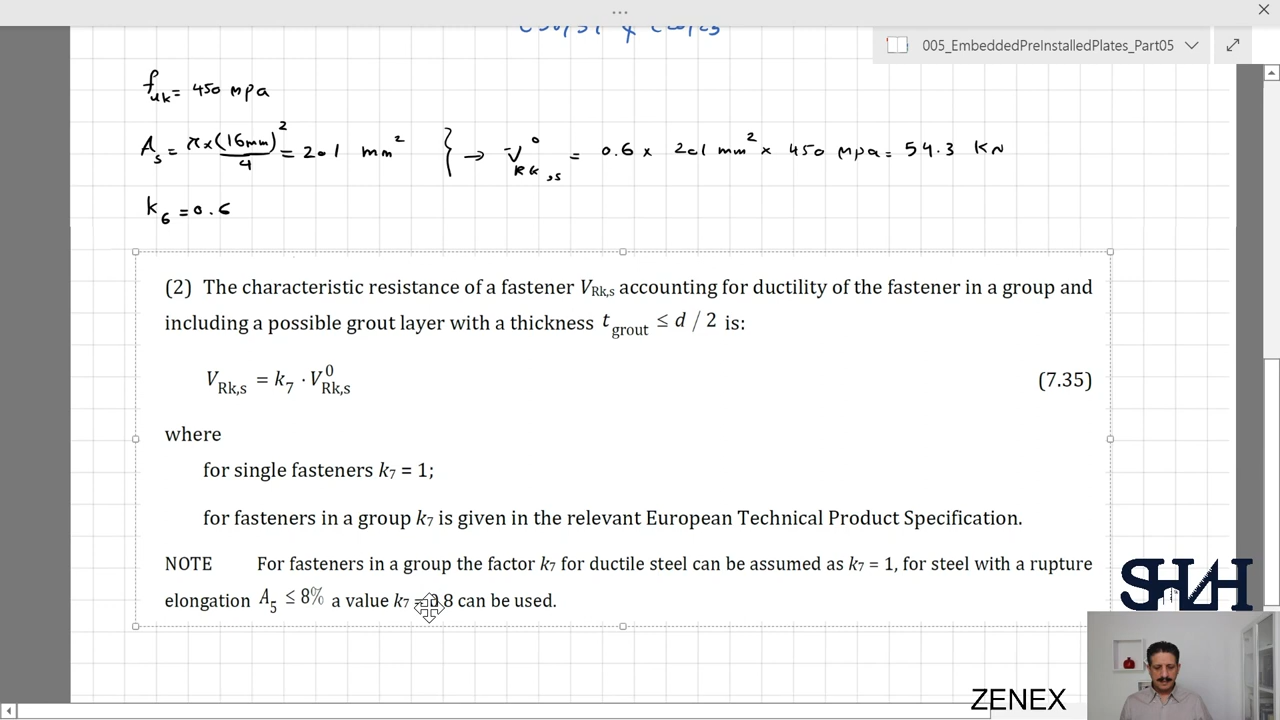 005_EmbeddedPreInstalledPlates_Part05
f_uk = 450 mpa
A_s = π×(16mm)²/4 = 201 mm² } → V⁰_Rk,s = 0.6 × 201 mm² × 450 mpa = 54.3 KN
k_6 = 0.6
(2) The characteristic resistance of a fastener V_Rk,s accounting for ductility of the fastener in a group and
including a possible grout layer with a thickness t_grout ≤ d / 2 is:
V_Rk,s = k_7 · V⁰_Rk,s (7.35)
where
for single fasteners k_7 = 1;
for fasteners in a group k_7 is given in the relevant European Technical Product Specification.
NOTE For fasteners in a group the factor k_7 for ductile steel can be assumed as k_7 = 1, for steel with a rupture
elongation A_5 ≤ 8% a value k_7 = 0.8 can be used.
SHLH
ZENEX